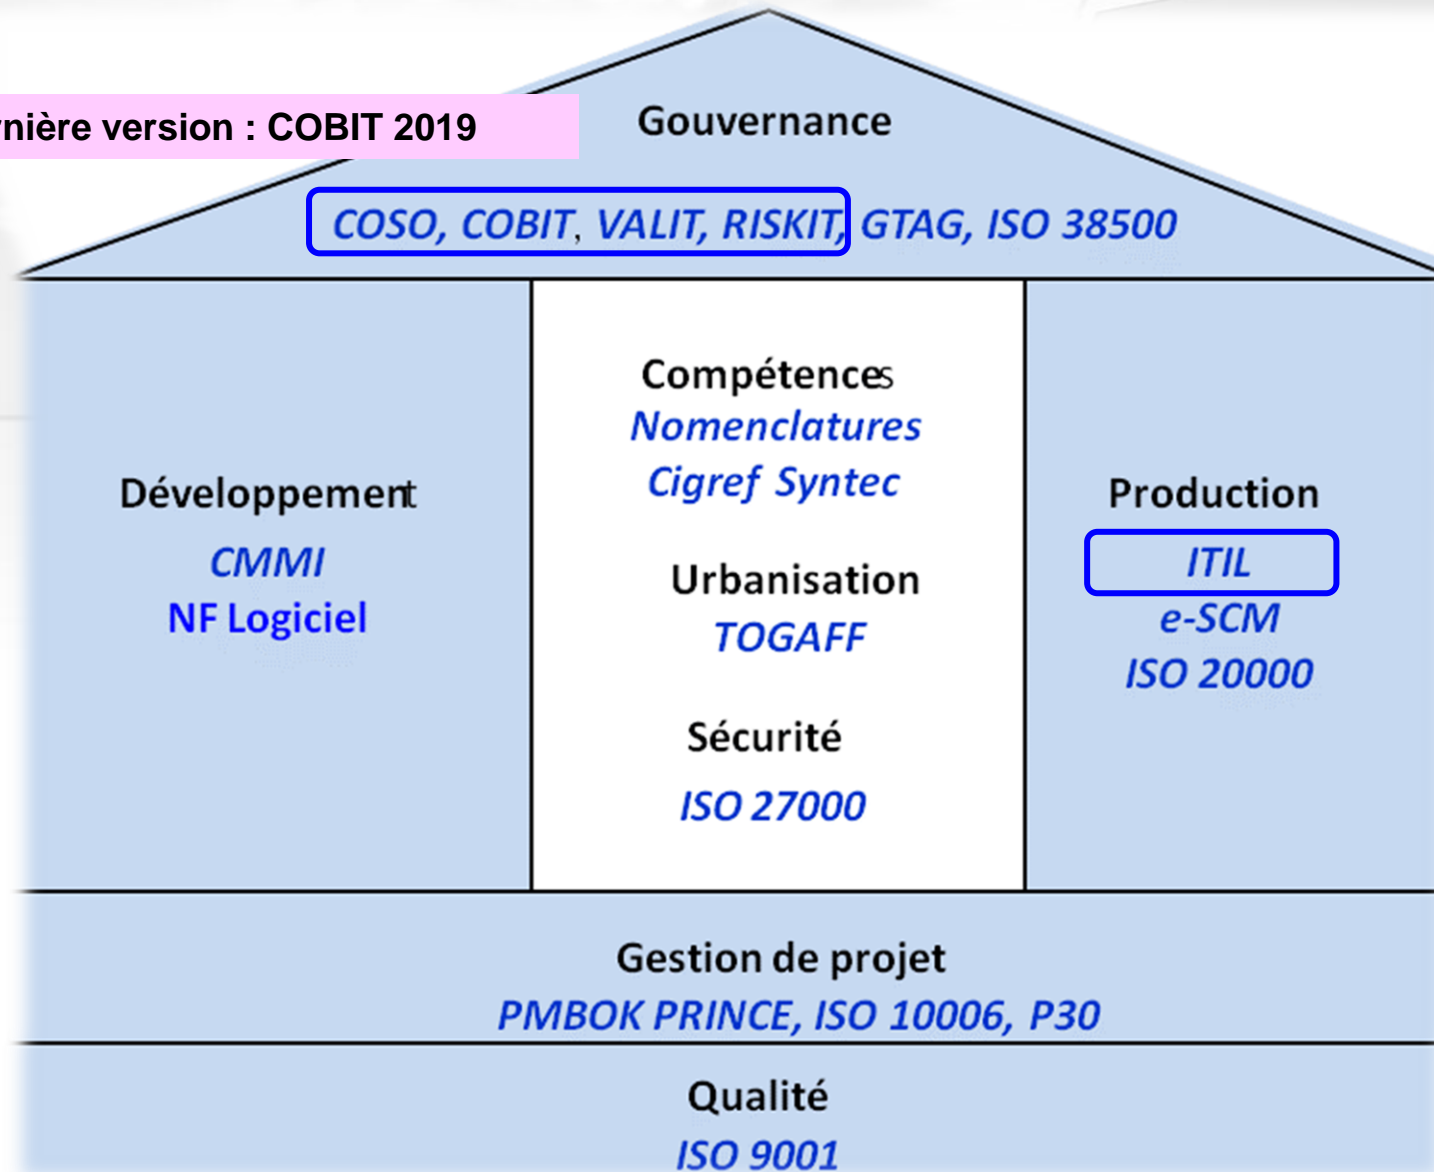 nière version : COBIT 2019
Gouvernance
COSO, COBIT, VALIT, RISKIT, GTAG, ISO 38500
Développement
CMMI
NF Logiciel
Compétences
Nomenclatures
Cigref Syntec
Urbanisation
TOGAFF
Sécurité
ISO 27000
Production
ITIL
e-SCM
ISO 20000
Gestion de projet
PMBOK PRINCE, ISO 10006, P30
Qualité
ISO 9001